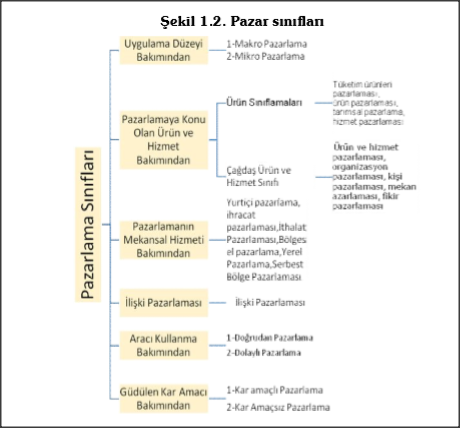 Şekil 1.2. Pazar sınıfları
Pazarlama Sınıfları
Uygulama Düzeyi
Bakımından
1-Makro Pazarlama
2-Mikro Pazarlama
Pazarlamaya Konu
Olan Ürün ve
Hizmet
Bakımından
Ürün Sınıflamaları
Tüketim ürünleri
pazarlaması,
ürün pazarlaması,
tarımsal pazarlama,
hizmet pazarlaması
Çağdaş Ürün ve
Hizmet Sınıfı
Ürün ve hizmet
pazarlaması,
organizasyon
pazarlaması, kişi
pazarlaması, mekan
azarlaması, fikir
pazarlaması
Pazarlamanın
Mekansal Hizmeti
Bakımından
Yurtiçi pazarlama,
ihracat
pazarlaması,İthalat
Pazarlaması,Bölges
el pazarlama,Yerel
Pazarlama,Serbest
Bölge Pazarlaması
İlişki Pazarlaması
İlişki Pazarlaması
Aracı Kullanma
Bakımından
1-Doğrudan Pazarlama
2-Dolaylı Pazarlama
Güdülen Kar Amacı
Bakımından
1-Kar amaçlı Pazarlama
2-Kar Amaçsız Pazarlama